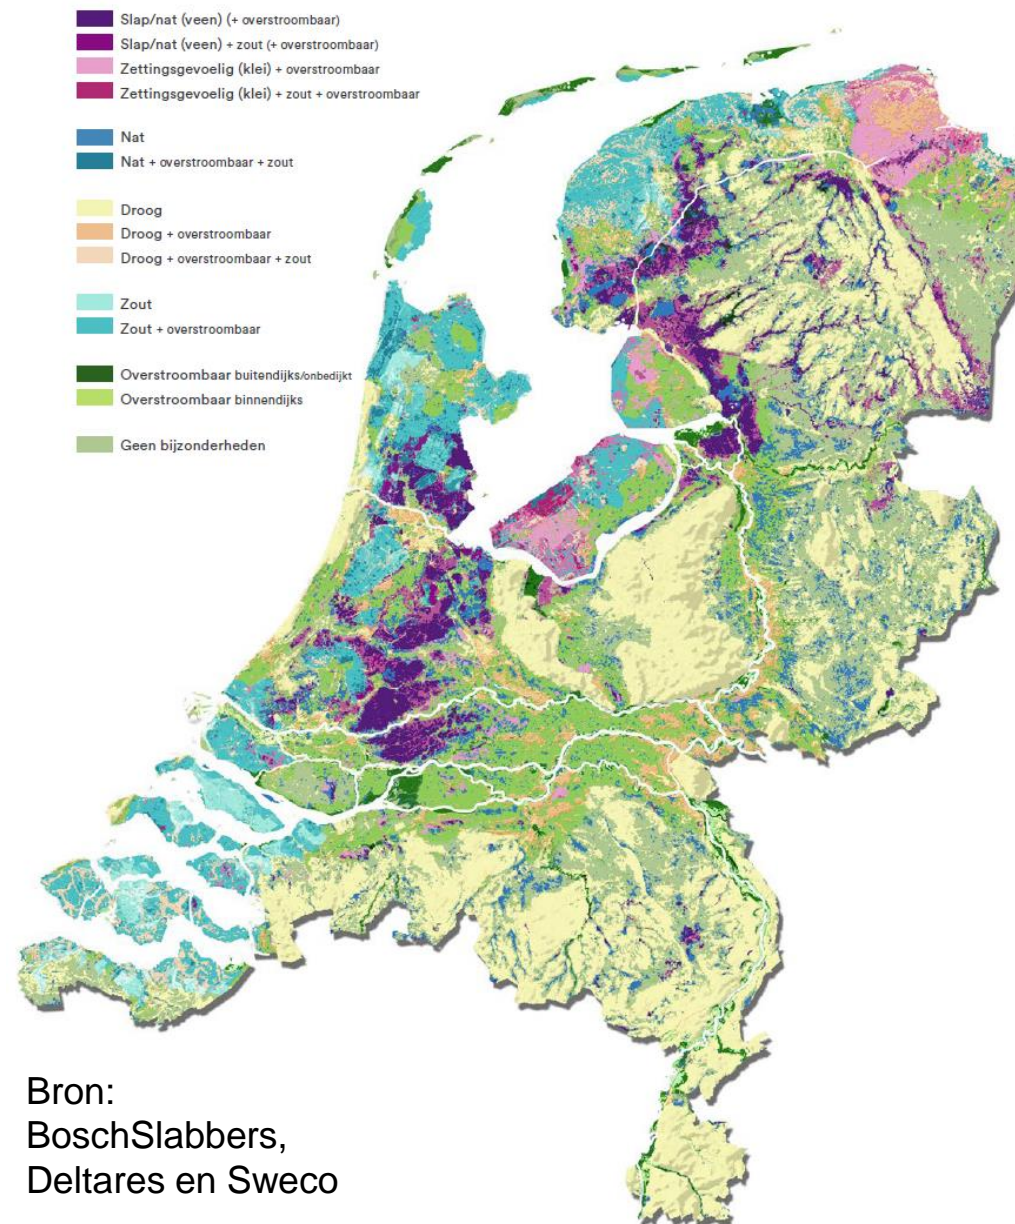 Slap/nat (veen) (+ overstroombaar)
Slap/nat (veen) + zout (+ overstroombaar)
Zettingsgevoelig (klei) + overstroombaar
Zettingsgevoelig (klei) + zout + overstroombaar
Nat
Nat + overstroombaar + zout
Droog
Droog + overstroombaar
Droog + overstroombaar + zout
Zout
Zout + overstroombaar
Overstroombaar buitendijks/onbedijkt
Overstroombaar binnendijks
Geen bijzonderheden
Bron:
BoschSlabbers,
Deltares en Sweco